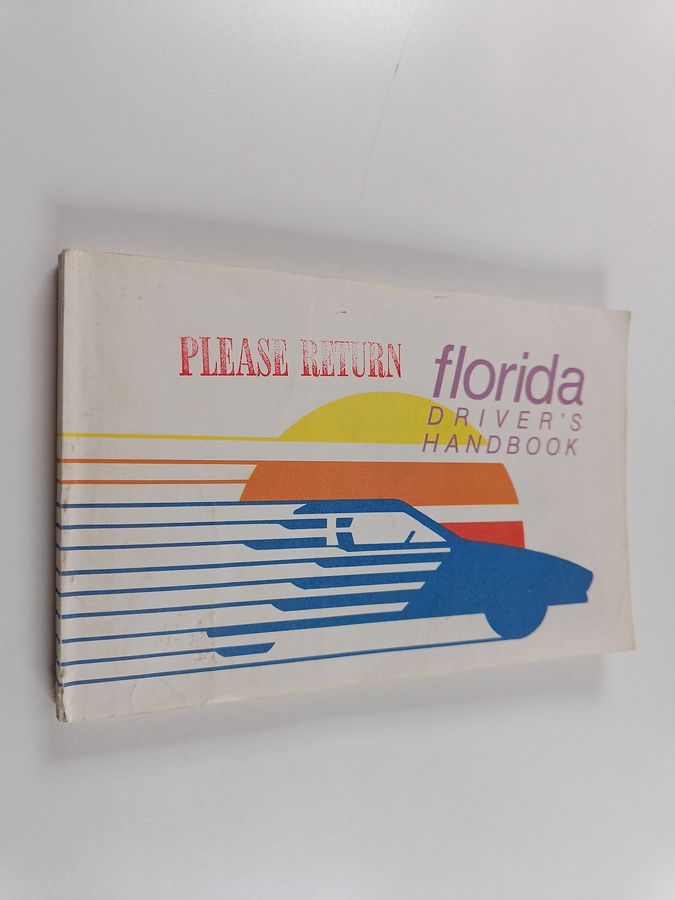 PLEASE RETURN
florida
DRIVER'S
HANDBOOK